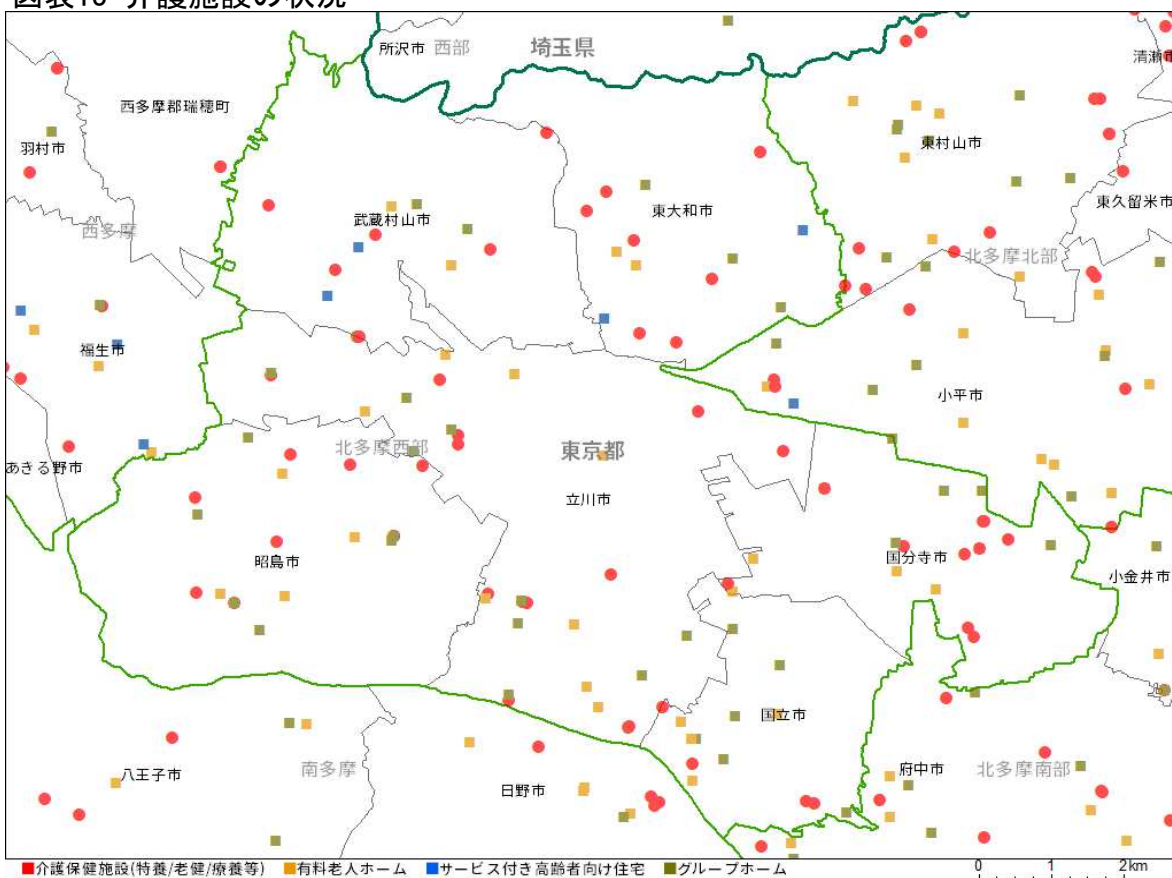 図表16 介護施設の状況
所沢市
西部
埼玉県
清瀬市
西多摩郡瑞穂町
羽村市
東村山市
東久留米市
西多摩
武蔵村山市
東大和市
北多摩北部
福生市
小平市
あきる野市
北多摩西部
東京都
立川市
昭島市
国分寺市
小金井市
国立市
八王子市
南多摩
日野市
府中市
北多摩南部
■介護保健施設(特養/老健/療養等) ■有料老人ホーム ■サービス付き高齢者向け住宅 ■グループホーム
0 1 2km